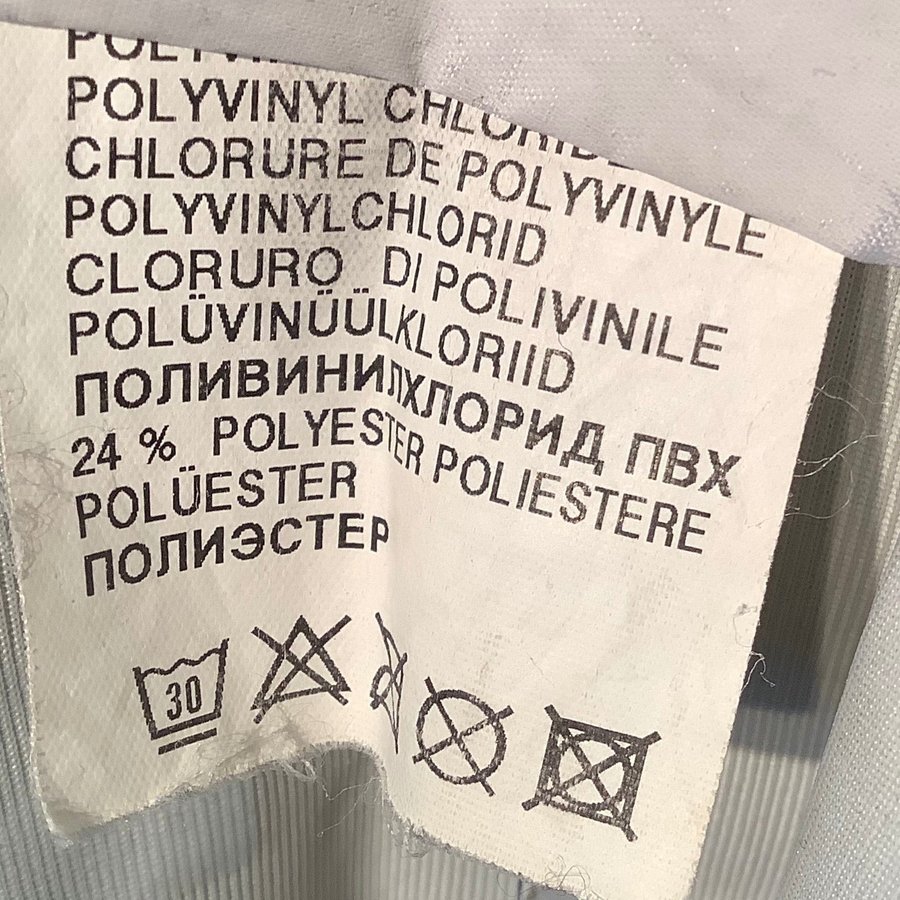 POLYVINYL CHLORIDE
CHLORURE DE POLYVINYLE
POLYVINYLCHLORID
CLORURO DI POLIVINILE
POLÜVINÜÜLKLORIID
ПОЛИВИНИЛХЛОРИД ПВХ
24 % POLYESTER POLIESTERE
POLÜESTER
ПОЛИЭСТЕР
30